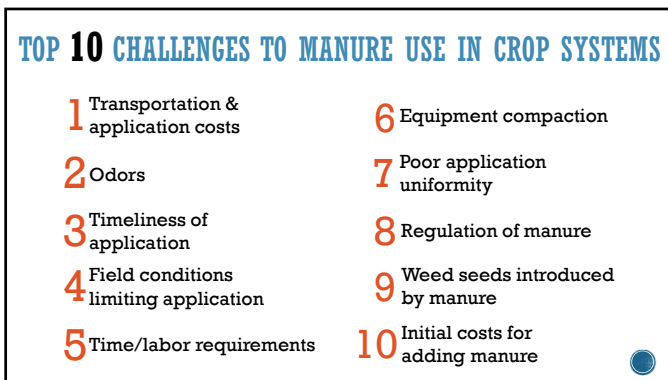 TOP 10 CHALLENGES TO MANURE USE IN CROP SYSTEMS
1 Transportation &
application costs
2 Odors
3 Timeliness of
application
4 Field conditions
limiting application
5 Time/labor requirements
6 Equipment compaction
7 Poor application
uniformity
8 Regulation of manure
9 Weed seeds introduced
by manure
10 Initial costs for
adding manure